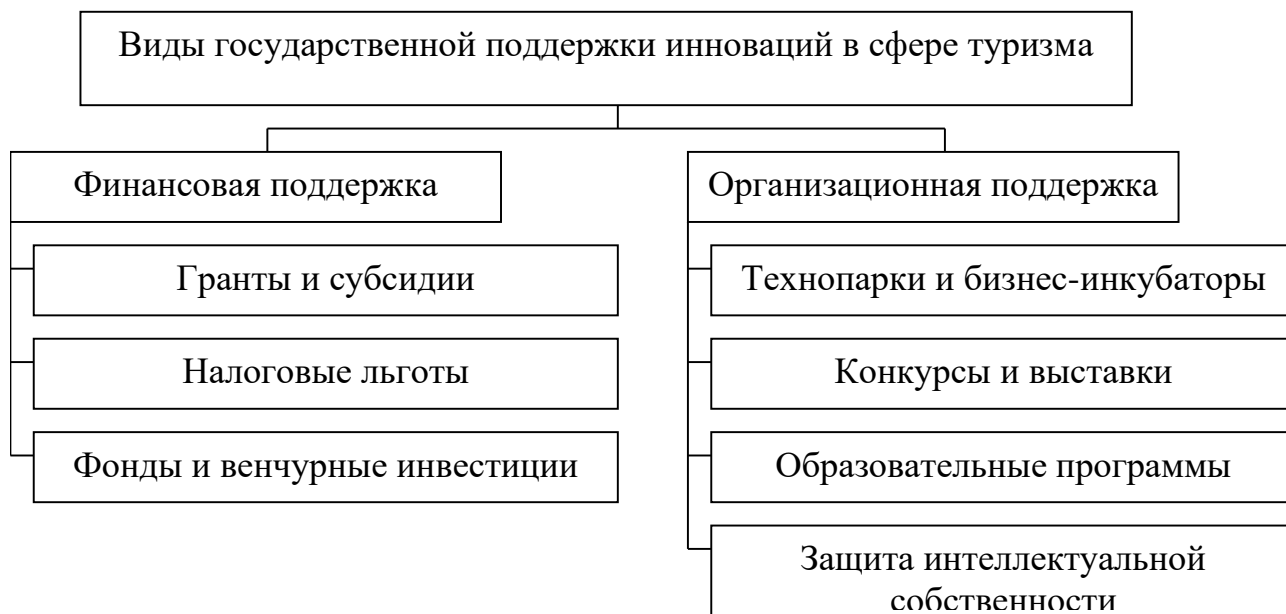 Виды государственной поддержки инноваций в сфере туризма
Финансовая поддержка
Гранты и субсидии
Налоговые льготы
Фонды и венчурные инвестиции
Организационная поддержка
Технопарки и бизнес-инкубаторы
Конкурсы и выставки
Образовательные программы
Защита интеллектуальной
собственности